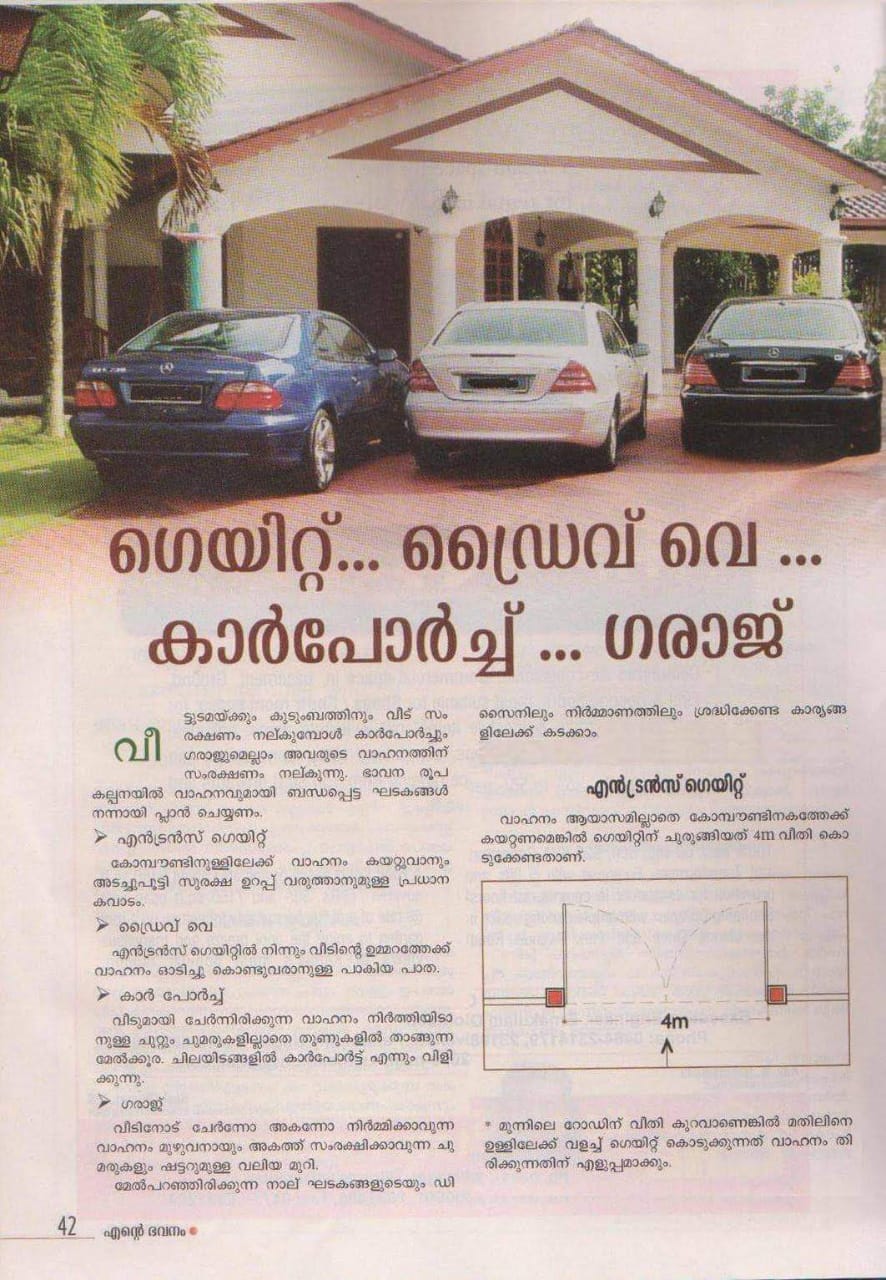 ഗെയിറ്റ്... ഡ്രൈവ് വെ ...
കാർപോർച്ച് ... ഗരാജ്
വീട്ടുടമയ്ക്കും കുടുംബത്തിനും വീട് സം
രക്ഷണം നല്കുമ്പോൾ കാർപോർച്ചും
ഗരാജുമെല്ലാം അവരുടെ വാഹനത്തിന്
സംരക്ഷണം നല്കുന്നു. ഭാവന രൂപ
കല്പനയിൽ വാഹനവുമായി ബന്ധപ്പെട്ട ഘടകങ്ങൾ
നന്നായി പ്ലാൻ ചെയ്യണം.
➢ എൻട്രൻസ് ഗെയിറ്റ്
കോമ്പൗണ്ടിനുള്ളിലേക്ക് വാഹനം കയറ്റുവാനും
അടച്ചുപൂട്ടി സുരക്ഷ ഉറപ്പ് വരുത്താനുമുള്ള പ്രധാന
കവാടം.
➢ ഡ്രൈവ് വെ
എൻട്രൻസ് ഗെയിറ്റിൽ നിന്നും വീടിന്റെ ഉമ്മറത്തേക്ക്
വാഹനം ഓടിച്ചു കൊണ്ടുവരാനുള്ള പാകിയ പാത.
➢ കാർ പോർച്ച്
വീടുമായി ചേർന്നിരിക്കുന്ന വാഹനം നിർത്തിയിടാ
നുള്ള ചുറ്റും ചുമരുകളില്ലാതെ തൂണുകളിൽ താങ്ങുന്ന
മേൽക്കൂര. ചിലയിടങ്ങളിൽ കാർപോർട്ട് എന്നും വിളി
ക്കുന്നു.
➢ ഗരാജ്
വീടിനോട് ചേർന്നോ അകന്നോ നിർമ്മിക്കാവുന്ന
വാഹനം മുഴുവനായും അകത്ത് സംരക്ഷിക്കാവുന്ന ചു
മരുകളും ഷട്ടറുമുള്ള വലിയ മുറി.
മേൽപറഞ്ഞിരിക്കുന്ന നാല് ഘടകങ്ങളുടെയും ഡി
സൈനിലും നിർമ്മാണത്തിലും ശ്രദ്ധിക്കേണ്ട കാര്യങ്ങ
ളിലേക്ക് കടക്കാം.
എൻട്രൻസ് ഗെയിറ്റ്
വാഹനം ആയാസമില്ലാതെ കോമ്പൗണ്ടിനകത്തേക്ക്
കയറ്റണമെങ്കിൽ ഗെയിറ്റിന് ചുരുങ്ങിയത് 4m വീതി കൊ
ടുക്കേണ്ടതാണ്.
4m
* മുന്നിലെ റോഡിന് വീതി കുറവാണെങ്കിൽ മതിലിനെ
ഉള്ളിലേക്ക് വളച്ച് ഗെയിറ്റ് കൊടുക്കുന്നത് വാഹനം തി
രിക്കുന്നതിന് എളുപ്പമാക്കും.
42 എന്റെ ഭവനം